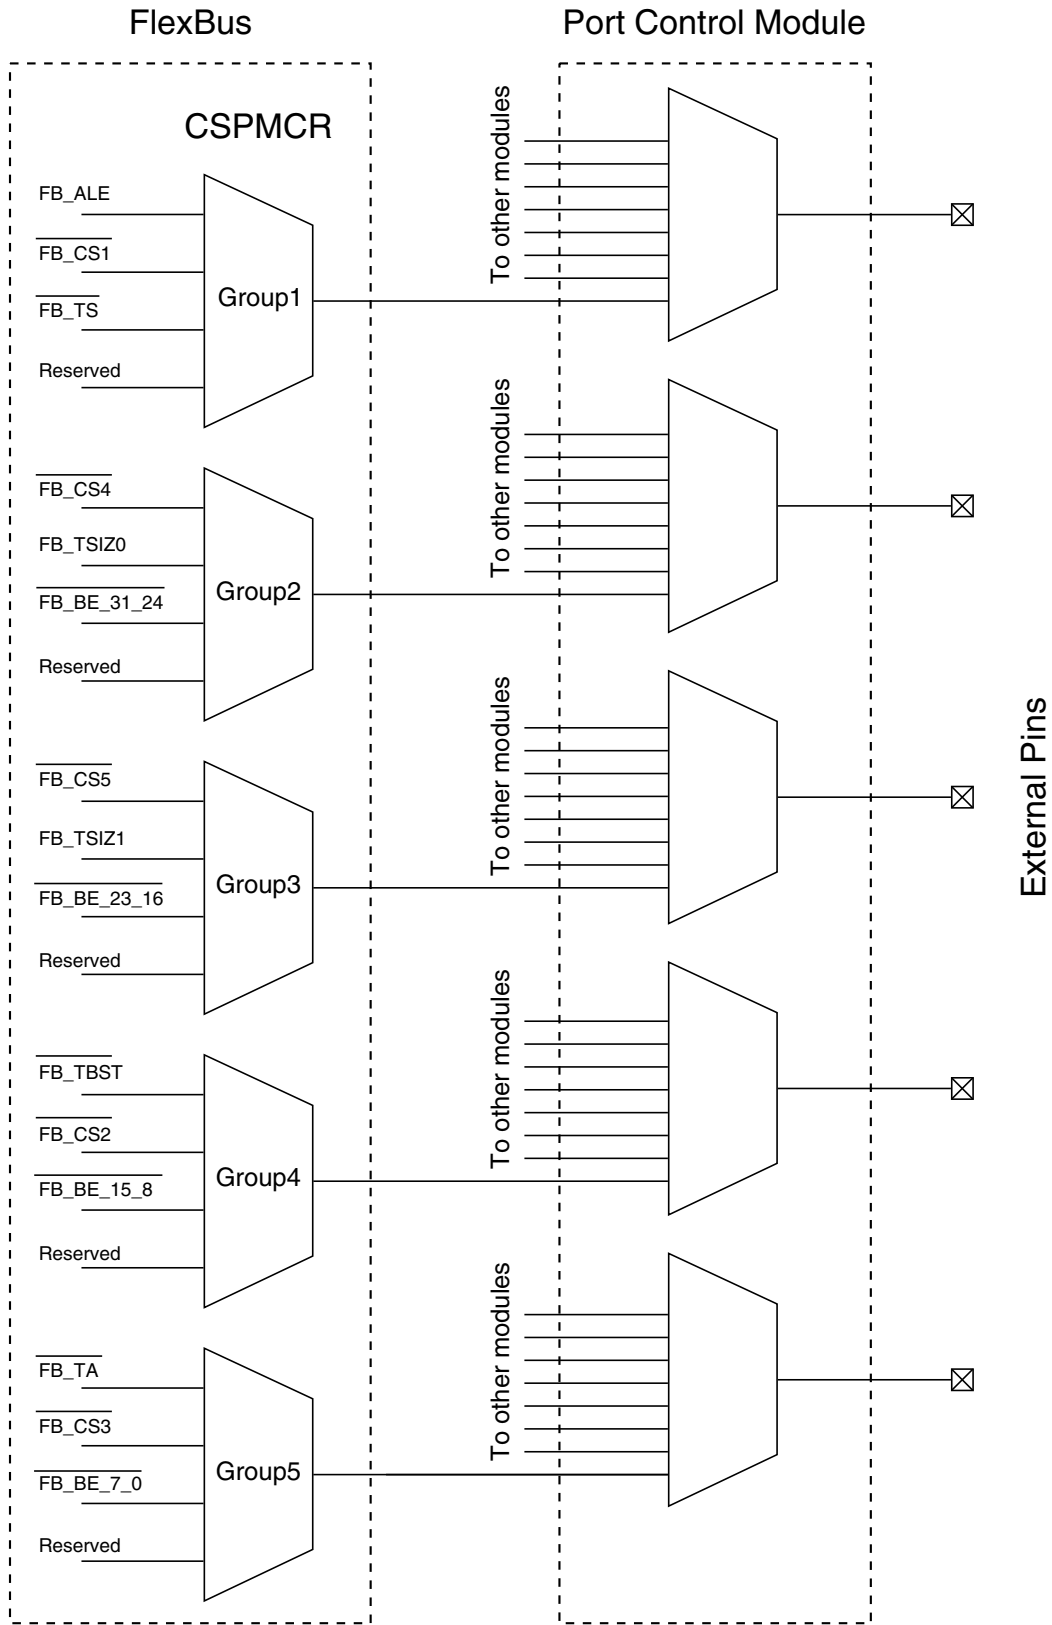 FlexBus
Port Control Module
CSPMCR
FB_ALE
FB_CS1
FB_TS
Reserved
Group1
To other modules
FB_CS4
FB_TSIZ0
FB_BE_31_24
Reserved
Group2
To other modules
FB_CS5
FB_TSIZ1
FB_BE_23_16
Reserved
Group3
To other modules
External Pins
FB_TBST
FB_CS2
FB_BE_15_8
Reserved
Group4
To other modules
FB_TA
FB_CS3
FB_BE_7_0
Reserved
Group5
To other modules